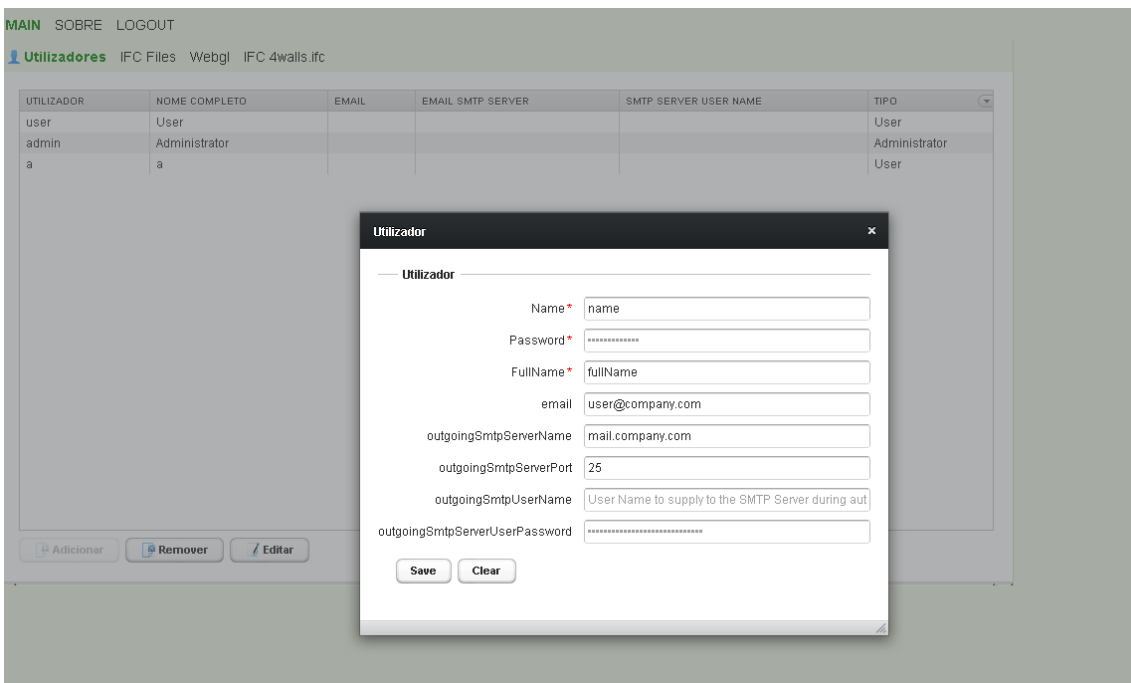 MAIN SOBRE LOGOUT
Utilizadores IFC Files Webgl IFC 4walls.ifc
UTILIZADOR NOME COMPLETO EMAIL EMAIL SMTP SERVER SMTP SERVER USER NAME TIPO
user User User
admin Administrator Administrator
a a User
Utilizador ×
Utilizador
Name* name
Password*
FullName* fullName
email user@company.com
outgoingSmtpServerName mail.company.com
outgoingSmtpServerPort 25
outgoingSmtpUserName User Name to supply to the SMTP Server during aut
outgoingSmtpServerUserPassword
Adicionar Remover Editar
Save Clear